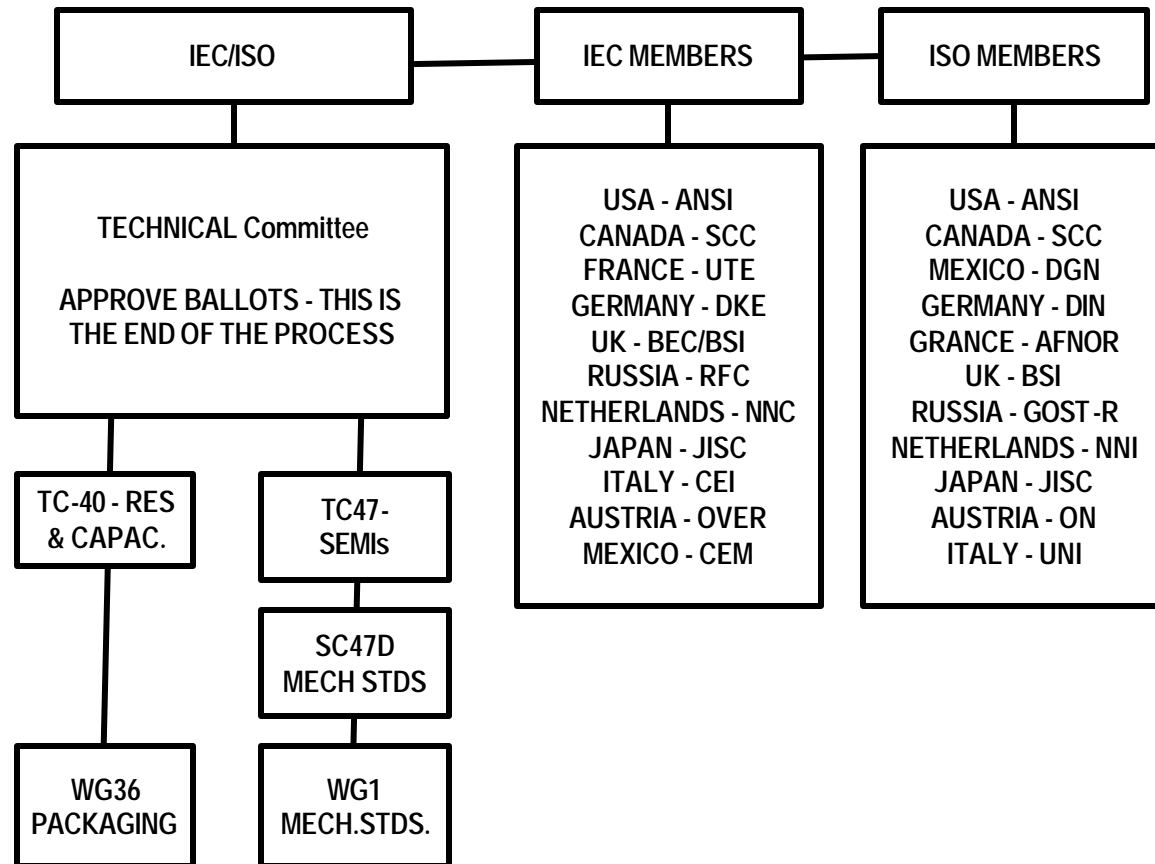 IEC/ISO
IEC MEMBERS
ISO MEMBERS
TECHNICAL Committee
APPROVE BALLOTS - THIS IS
THE END OF THE PROCESS
TC-40 - RES
& CAPAC.
TC47-
SEMIs
SC47D
MECH STDS
WG36
PACKAGING
WG1
MECH.STDS.
USA - ANSI
CANADA - SCC
FRANCE - UTE
GERMANY - DKE
UK - BEC/BSI
RUSSIA - RFC
NETHERLANDS - NNC
JAPAN - JISC
ITALY - CEI
AUSTRIA - OVER
MEXICO - CEM
USA - ANSI
CANADA - SCC
MEXICO - DGN
GERMANY - DIN
GRANCE - AFNOR
UK - BSI
RUSSIA - GOST -R
NETHERLANDS - NNI
JAPAN - JISC
AUSTRIA - ON
ITALY - UNI